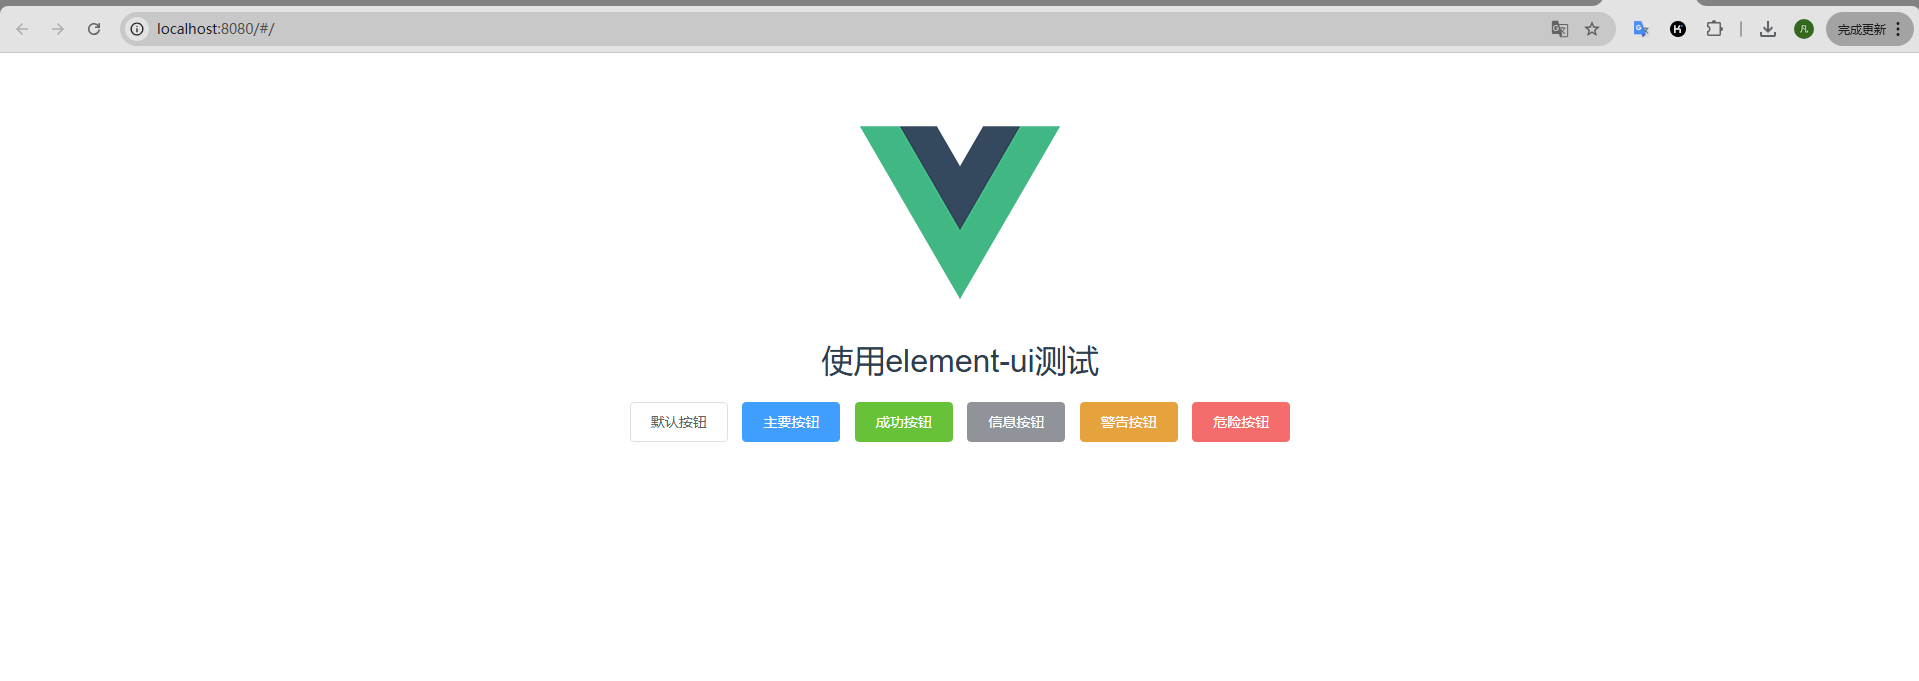 localhost:8080/#/
凡
完成更新
使用element-ui测试
默认按钮 主要按钮 成功按钮 信息按钮 警告按钮 危险按钮